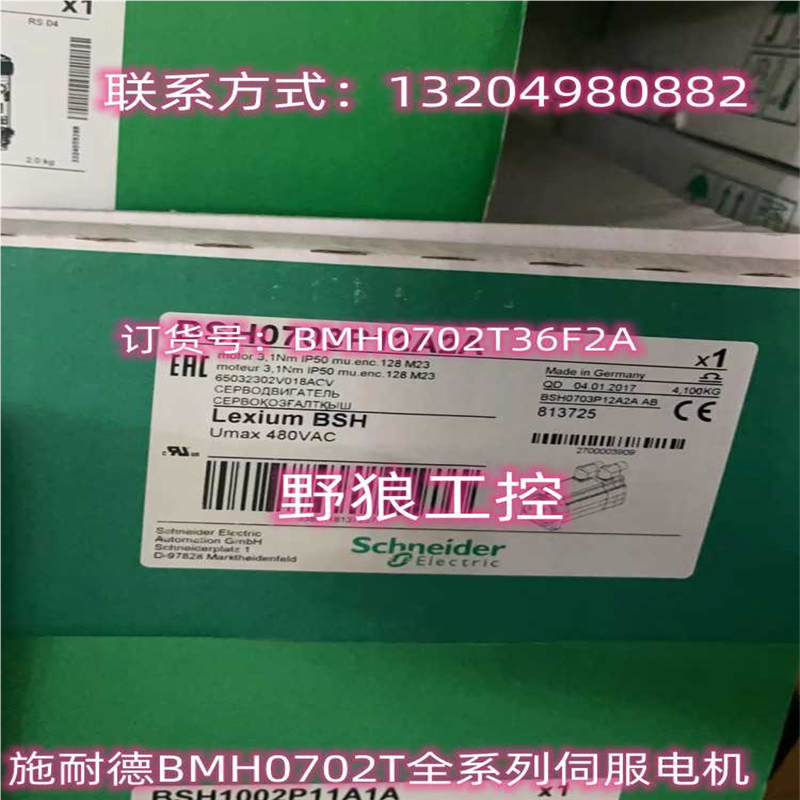 x1
RS D4
2.0 kg
联系方式：13204980882
订货号：BMH0702T36F2A
motor 3,1Nm IP50 mu.enc.128 M23
moteur 3,1Nm IP50 mu.enc.128 M23
65032302V018ACV
СЕРВОДВИГАТЕЛЬ
EAC
Lexium BSH
Umax 480VAC
x1
Made in Germany
QD 04.01.2017 4,100KG
BSH0703P12A2A AB
813725
CE
2700003909
野狼工控
Schneider Electric
Automation GmbH
Schneiderplatz 1
D-97828 Marktheidenfeld
Schneider
Electric
施耐德BMH0702T全系列伺服电机
BSH1002P11A1A
x1